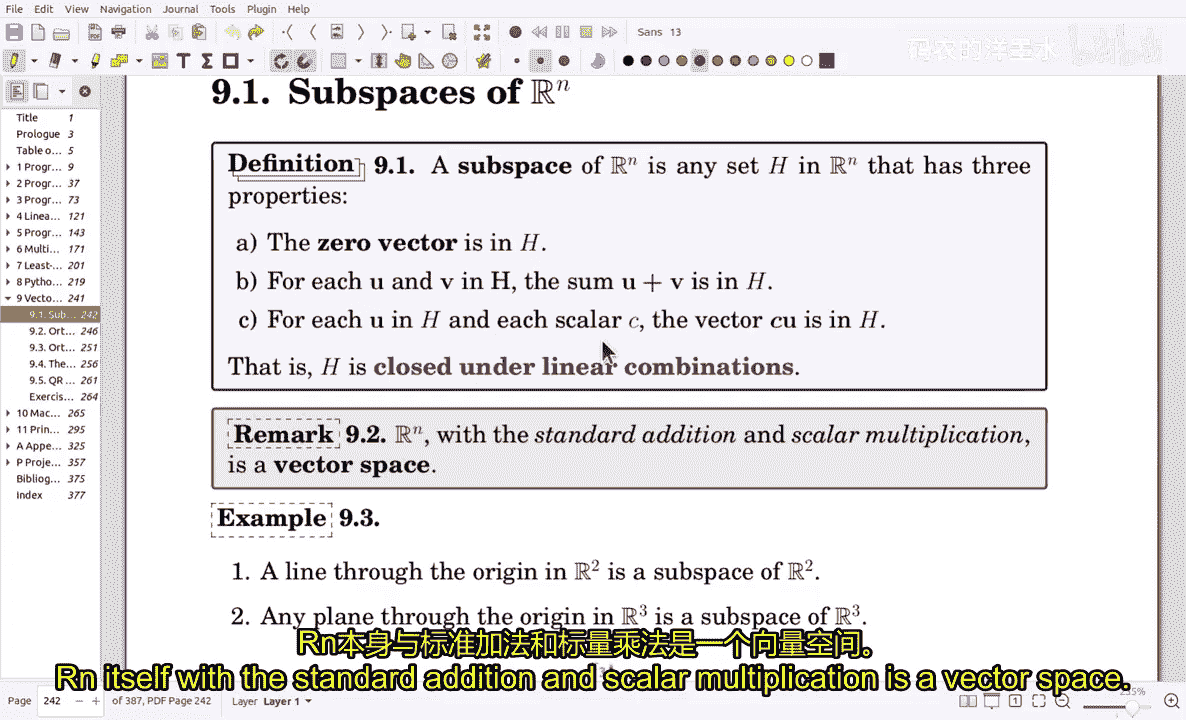 File Edit View Navigation Journal Tools Plugin Help
Sans 13
码农的洋墨水 bilibili
Title 1
Prologue 3
Table o... 5
1 Progr... 9
2 Progr... 37
3 Progr... 73
4 Linea... 121
5 Progr... 143
6 Multi... 171
7 Least-... 201
8 Pytho... 219
9 Vecto... 241
9.1. Sub... 242
9.2. Ort... 246
9.3. Ort... 251
9.4. The... 256
9.5. QR ... 261
Exercis... 264
10 Mac... 265
11 Prin... 295
A Appe... 325
P Proje... 357
Bibliog... 375
Index 377
9.1. Subspaces of ℝⁿ
Definition 9.1. A subspace of ℝⁿ is any set H in ℝⁿ that has three
properties:
a) The zero vector is in H.
b) For each u and v in H, the sum u + v is in H.
c) For each u in H and each scalar c, the vector cu is in H.
That is, H is closed under linear combinations.
Remark 9.2. ℝⁿ, with the standard addition and scalar multiplication,
is a vector space.
Example 9.3.
1. A line through the origin in ℝ² is a subspace of ℝ².
2. Any plane through the origin in ℝ³ is a subspace of ℝ³.
Rn本身与标准加法和标量乘法是一个向量空间。
Rn itself with the standard addition and scalar multiplication is a vector space.
Page 242 of 387, PDF Page 242 Layer Layer 1